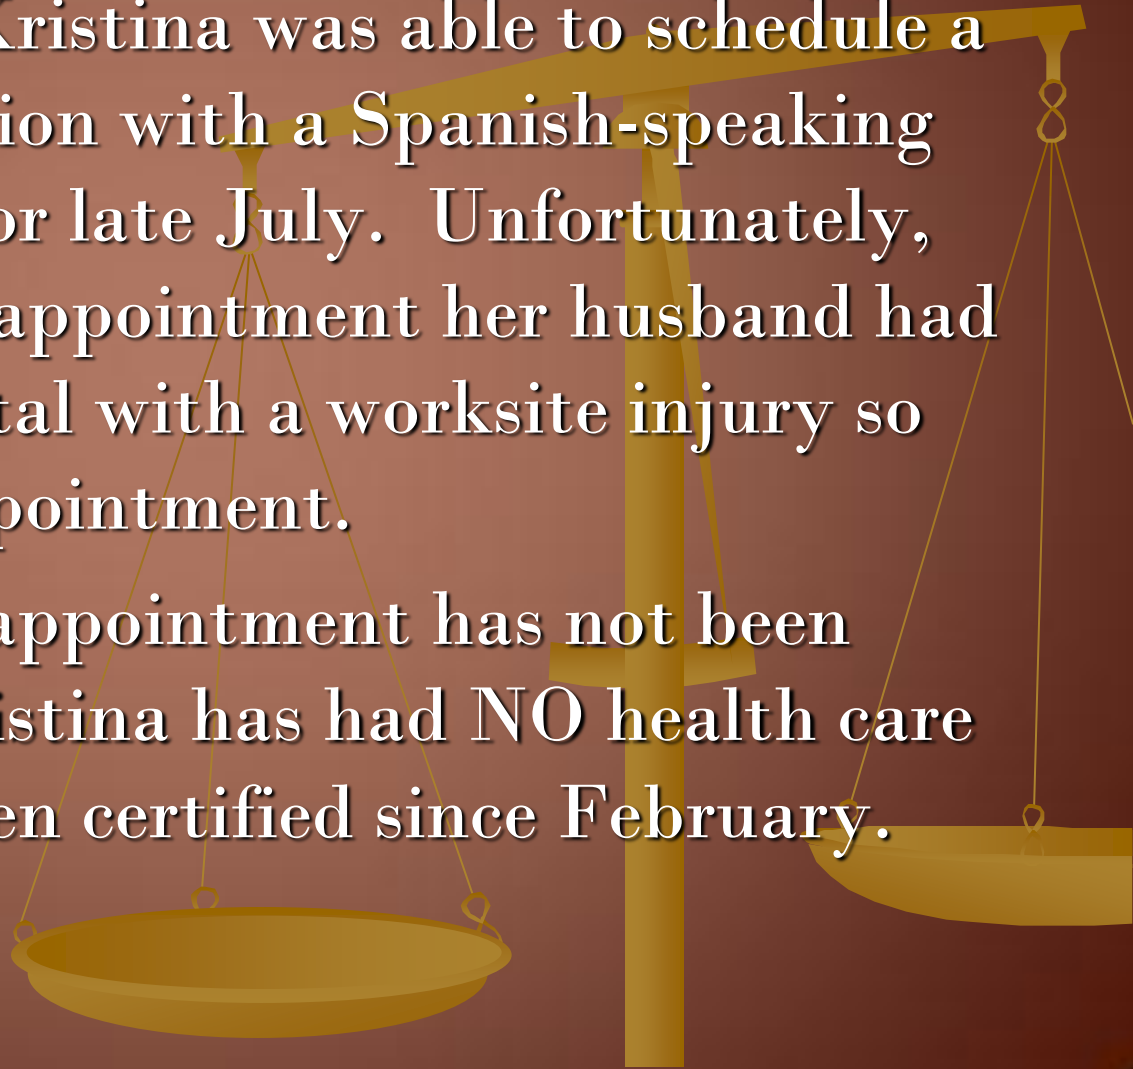 Kristina was able to schedule a
ion with a Spanish-speaking
or late July.  Unfortunately,
appointment her husband had
tal with a worksite injury so
pointment.
appointment has not been
istina has had NO health care
en certified since February.